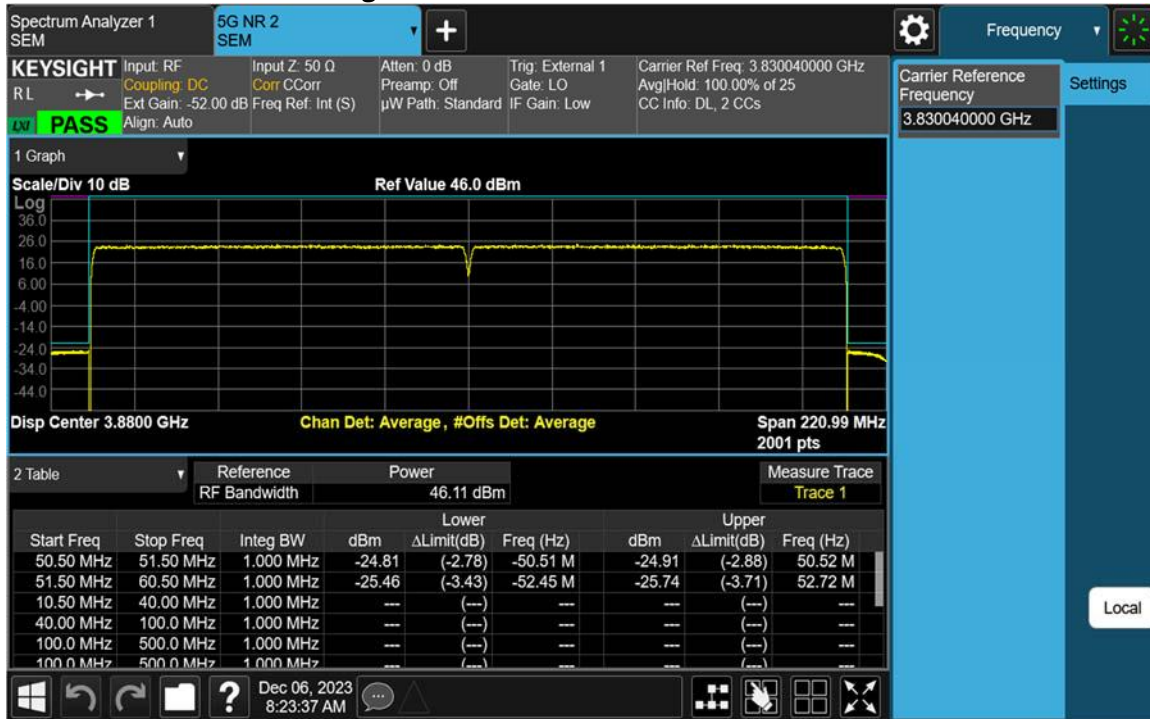 Spectrum Analyzer 1
SEM
5G NR 2
SEM
Frequency
KEYSIGHT
RL
LXI
PASS
Input: RF
Coupling: DC
Ext Gain: -52.00 dB
Align: Auto
Input Z: 50 Ω
Corr CCorr
Freq Ref: Int (S)
Atten: 0 dB
Preamp: Off
µW Path: Standard
Trig: External 1
Gate: LO
IF Gain: Low
Carrier Ref Freq: 3.830040000 GHz
Avg|Hold: 100.00% of 25
CC Info: DL, 2 CCs
Carrier Reference
Frequency
3.830040000 GHz
Settings
1 Graph
Scale/Div 10 dB Ref Value 46.0 dBm
Log
36.0
26.0
16.0
6.00
-4.00
-14.0
-24.0
-34.0
-44.0
Disp Center 3.8800 GHz Chan Det: Average, #Offs Det: Average Span 220.99 MHz
2001 pts
2 Table Reference Power Measure Trace
RF Bandwidth 46.11 dBm Trace 1
Lower Upper
Start Freq Stop Freq Integ BW dBm ΔLimit(dB) Freq (Hz) dBm ΔLimit(dB) Freq (Hz)
50.50 MHz 51.50 MHz 1.000 MHz -24.81 (-2.78) -50.51 M -24.91 (-2.88) 50.52 M
51.50 MHz 60.50 MHz 1.000 MHz -25.46 (-3.43) -52.45 M -25.74 (-3.71) 52.72 M
10.50 MHz 40.00 MHz 1.000 MHz --- (---) --- --- (---) ---
40.00 MHz 100.0 MHz 1.000 MHz --- (---) --- --- (---) ---
100.0 MHz 500.0 MHz 1.000 MHz --- (---) --- --- (---) ---
100.0 MHz 500.0 MHz 1.000 MHz --- (---) --- --- (---) ---
Local
Dec 06, 2023
8:23:37 AM